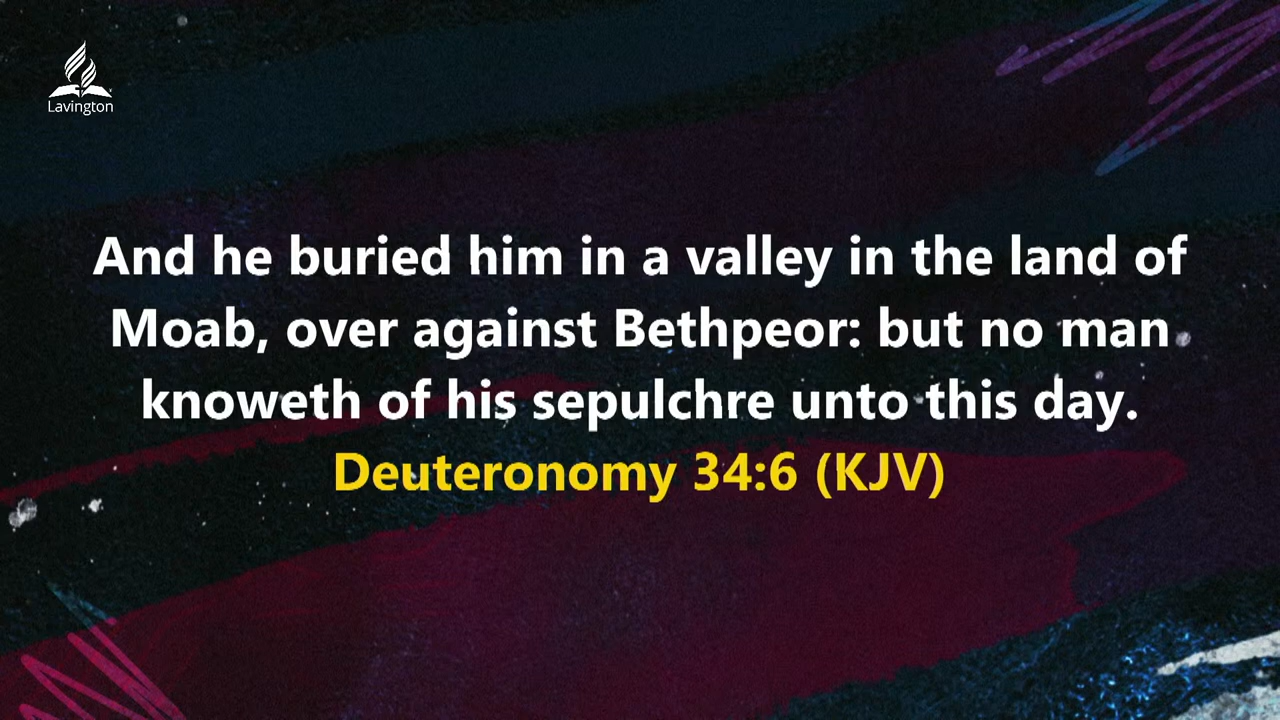 Lavington
And he buried him in a valley in the land of
Moab, over against Bethpeor: but no man
knoweth of his sepulchre unto this day.
Deuteronomy 34:6 (KJV)